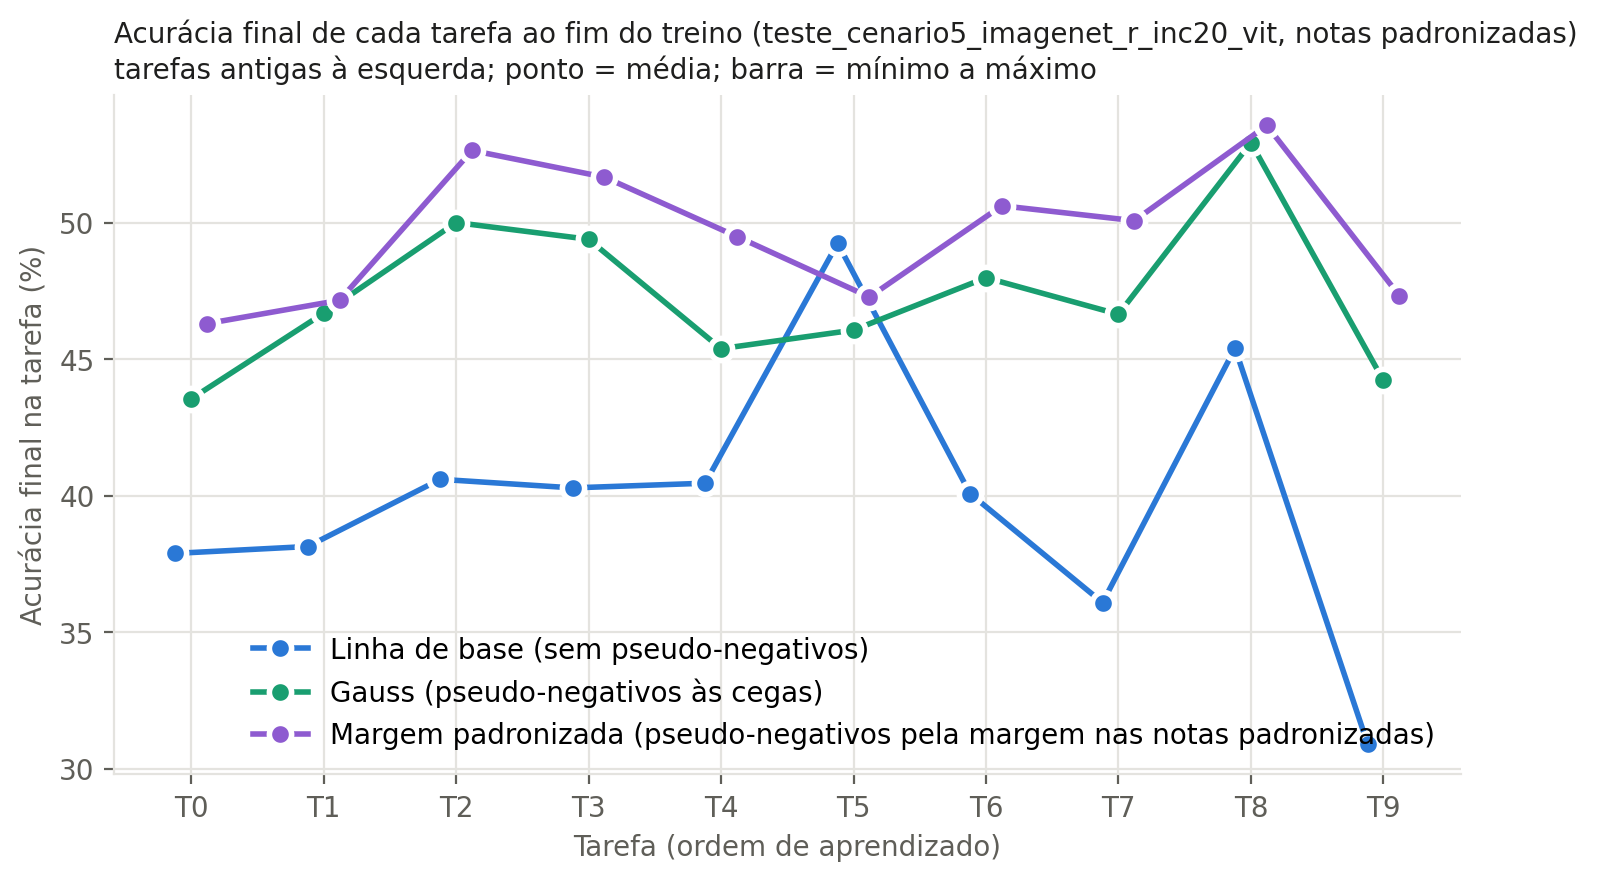 Acurácia final de cada tarefa ao fim do treino (teste_cenario5_imagenet_r_inc20_vit, notas padronizadas)
tarefas antigas à esquerda; ponto = média; barra = mínimo a máximo
Acurácia final na tarefa (%)
50
45
40
35
30
Linha de base (sem pseudo-negativos)
Gauss (pseudo-negativos às cegas)
Margem padronizada (pseudo-negativos pela margem nas notas padronizadas)
T0 T1 T2 T3 T4 T5 T6 T7 T8 T9
Tarefa (ordem de aprendizado)